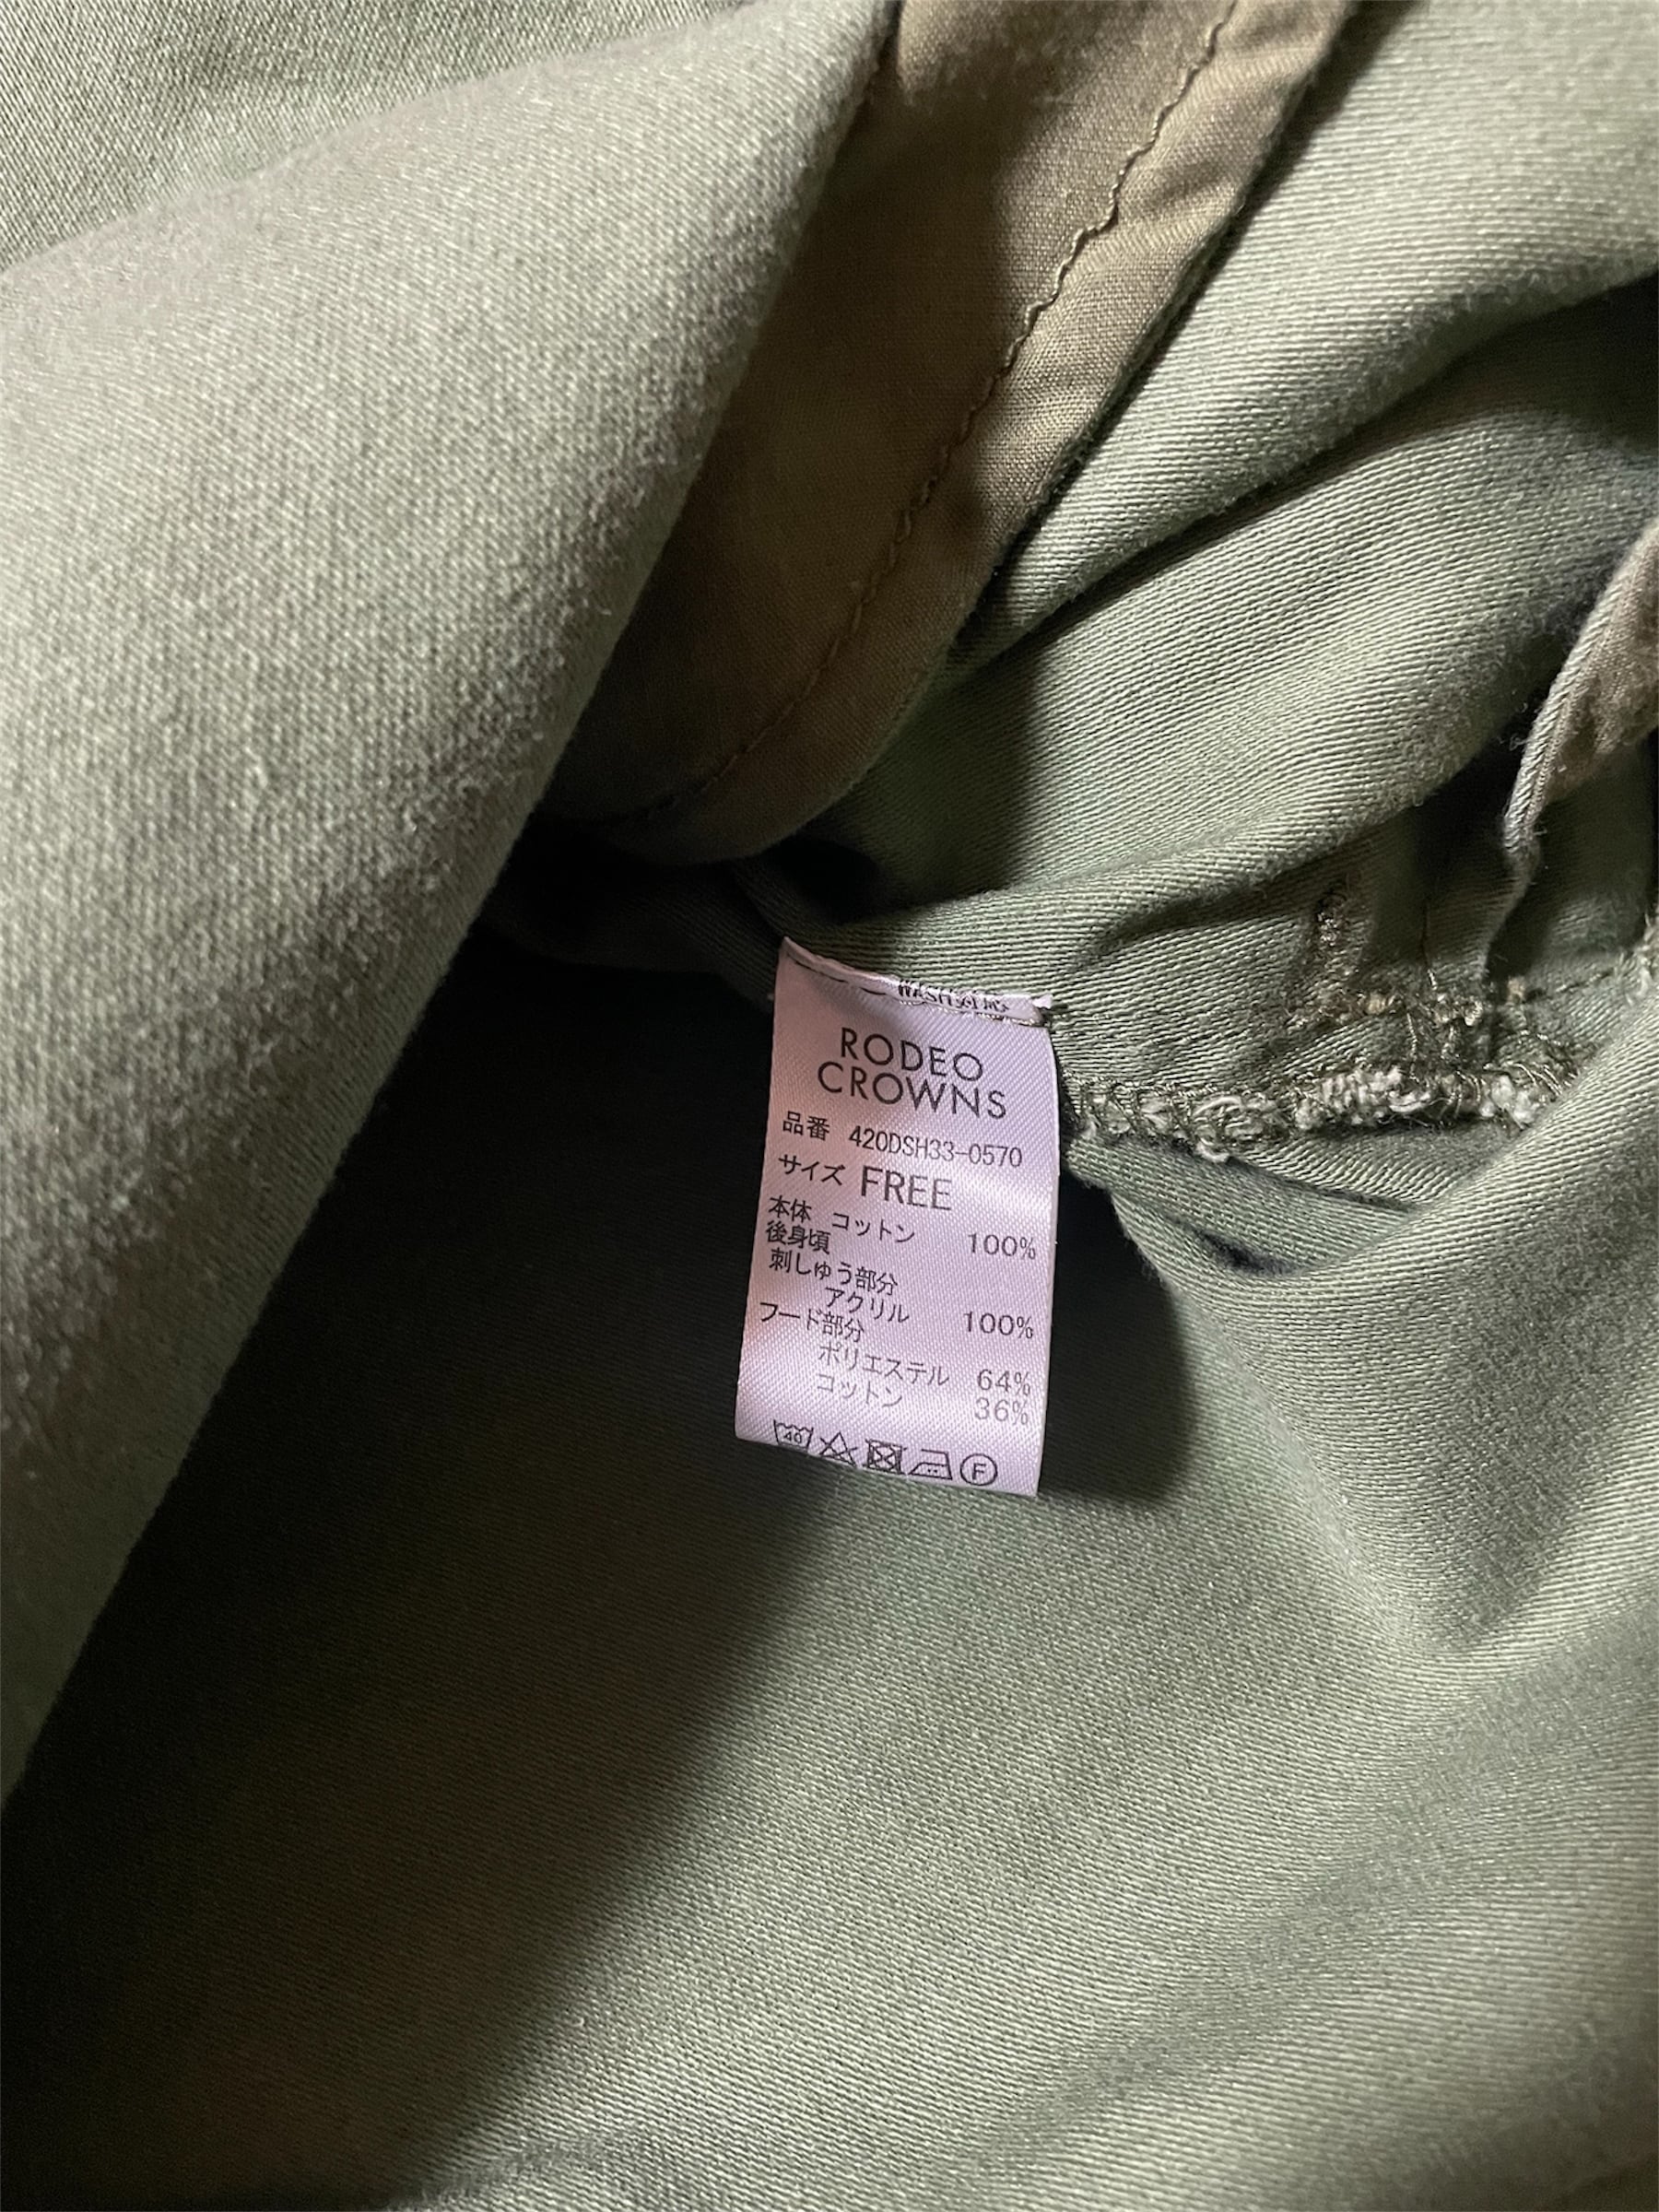 RODEO
CROWNS
品番 420DSH33-0570
サイズ FREE
本体 コットン 100%
後身頃
刺しゅう部分
アクリル 100%
フード部分
ポリエステル 64%
コットン 36%
40 F